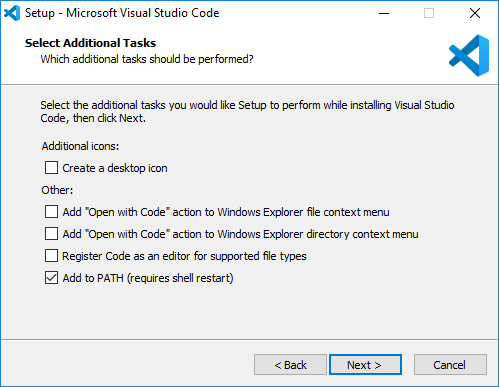 Setup - Microsoft Visual Studio Code
Select Additional Tasks
Which additional tasks should be performed?
Select the additional tasks you would like Setup to perform while installing Visual Studio
Code, then click Next.
Additional icons:
Create a desktop icon
Other:
Add "Open with Code" action to Windows Explorer file context menu
Add "Open with Code" action to Windows Explorer directory context menu
Register Code as an editor for supported file types
Add to PATH (requires shell restart)
< Back
Next >
Cancel